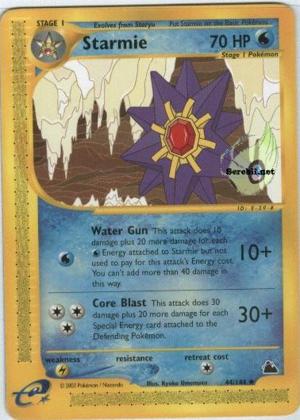 STAGE 1
Evolves from Staryu
Put Starmie on the Basic Pokémon
Starmie
70 HP
Stage 1 Pokémon
Serebii.net
Water Gun This attack does 10
damage plus 20 more damage for each
Energy attached to Starmie but not
used to pay for this attack's Energy cost.
You can't add more than 40 damage in
this way.
10+
Core Blast This attack does 30
damage plus 20 more damage for each
Special Energy card attached to the
Defending Pokémon.
30+
weakness
resistance
retreat cost
e
©2002 Pokémon / Nintendo
Illus. Kyoko Umemoto